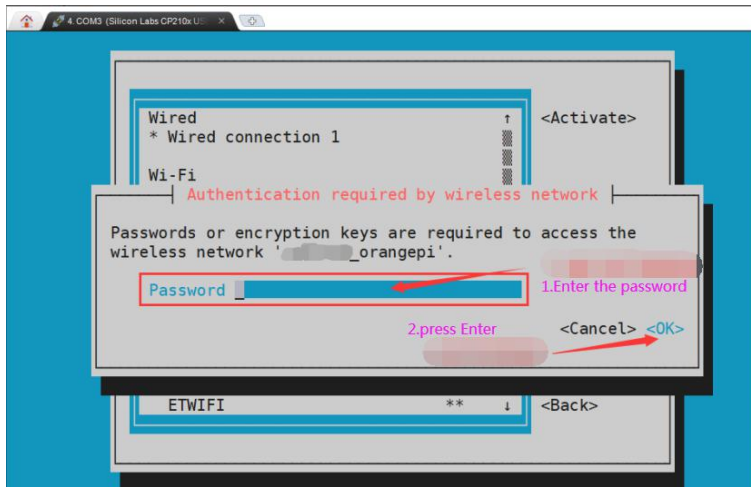 4. COM3 (Silicon Labs CP210x US
Wired ↑ <Activate>
* Wired connection 1
Wi-Fi
Authentication required by wireless network
Passwords or encryption keys are required to access the
wireless network '_orangepi'.
1.Enter the password
Password _
2.press Enter <Cancel> <OK>
ETWIFI ** ↓ <Back>